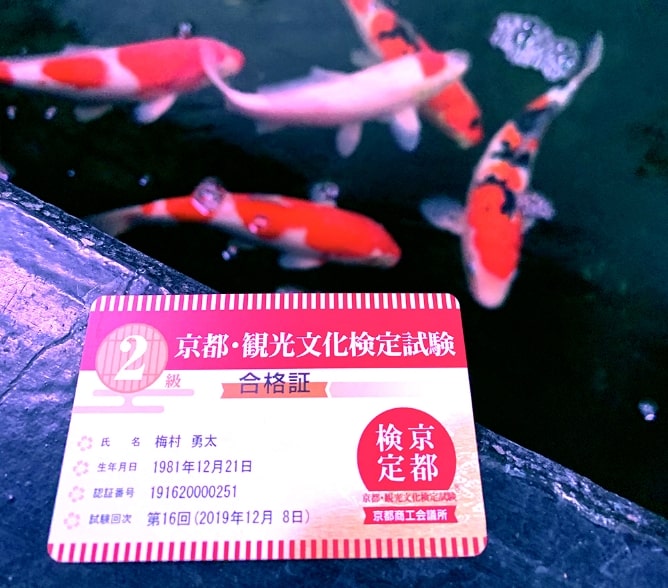 2級
京都・観光文化検定試験
合格証
氏 名 梅村 勇太
生年月日 1981年12月21日
認証番号 191620000251
試験回次 第16回(2019年12月 8日)
京都
検定
京都・観光文化検定試験
京都商工会議所